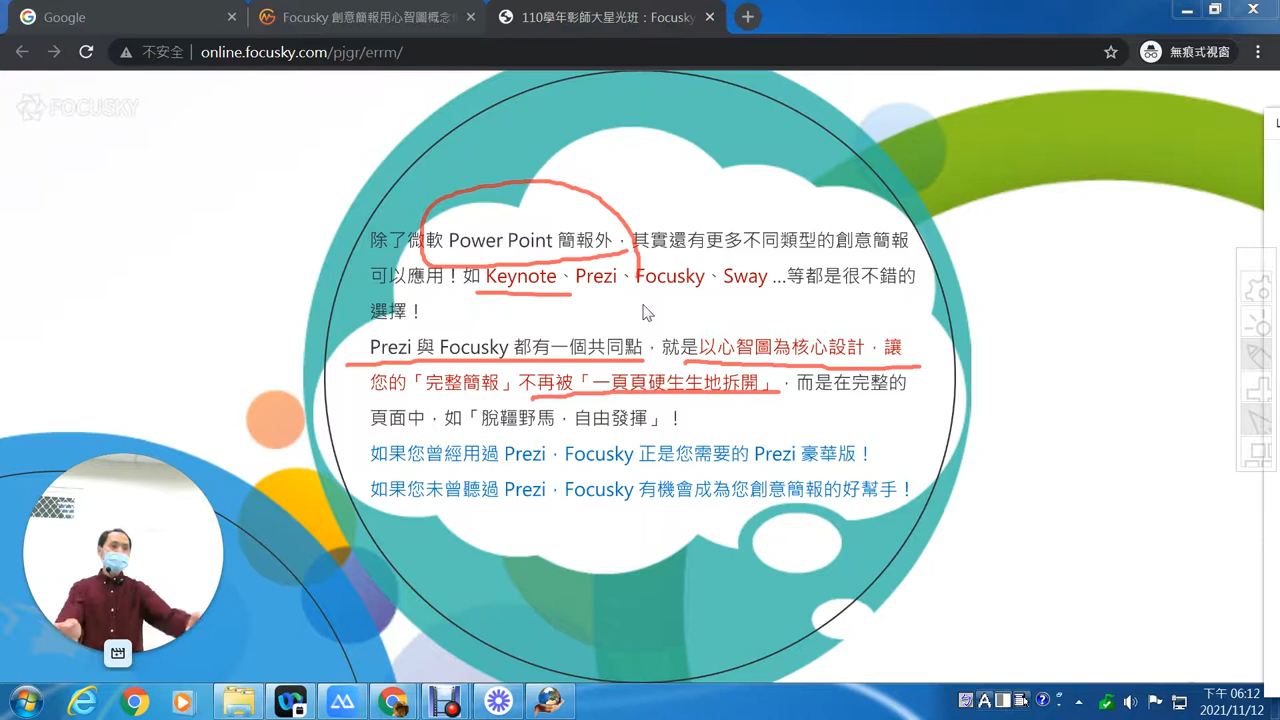 Google
Focusky 創意簡報用心智圖概念
110學年彰師大星光班：Focusky
不安全
online.focusky.com/pjgr/errm/
無痕式視窗
FOCUSKY
除了微軟 Power Point 簡報外，其實還有更多不同類型的創意簡報
可以應用！如 Keynote、Prezi、Focusky、Sway ...等都是很不錯的
選擇！
Prezi 與 Focusky 都有一個共同點，就是以心智圖為核心設計，讓
您的「完整簡報」不再被「一頁頁硬生生地拆開」，而是在完整的
頁面中，如「脫韁野馬，自由發揮」！
如果您曾經用過 Prezi，Focusky 正是您需要的 Prezi 豪華版！
如果您未曾聽過 Prezi，Focusky 有機會成為您創意簡報的好幫手！
下午 06:12
2021/11/12